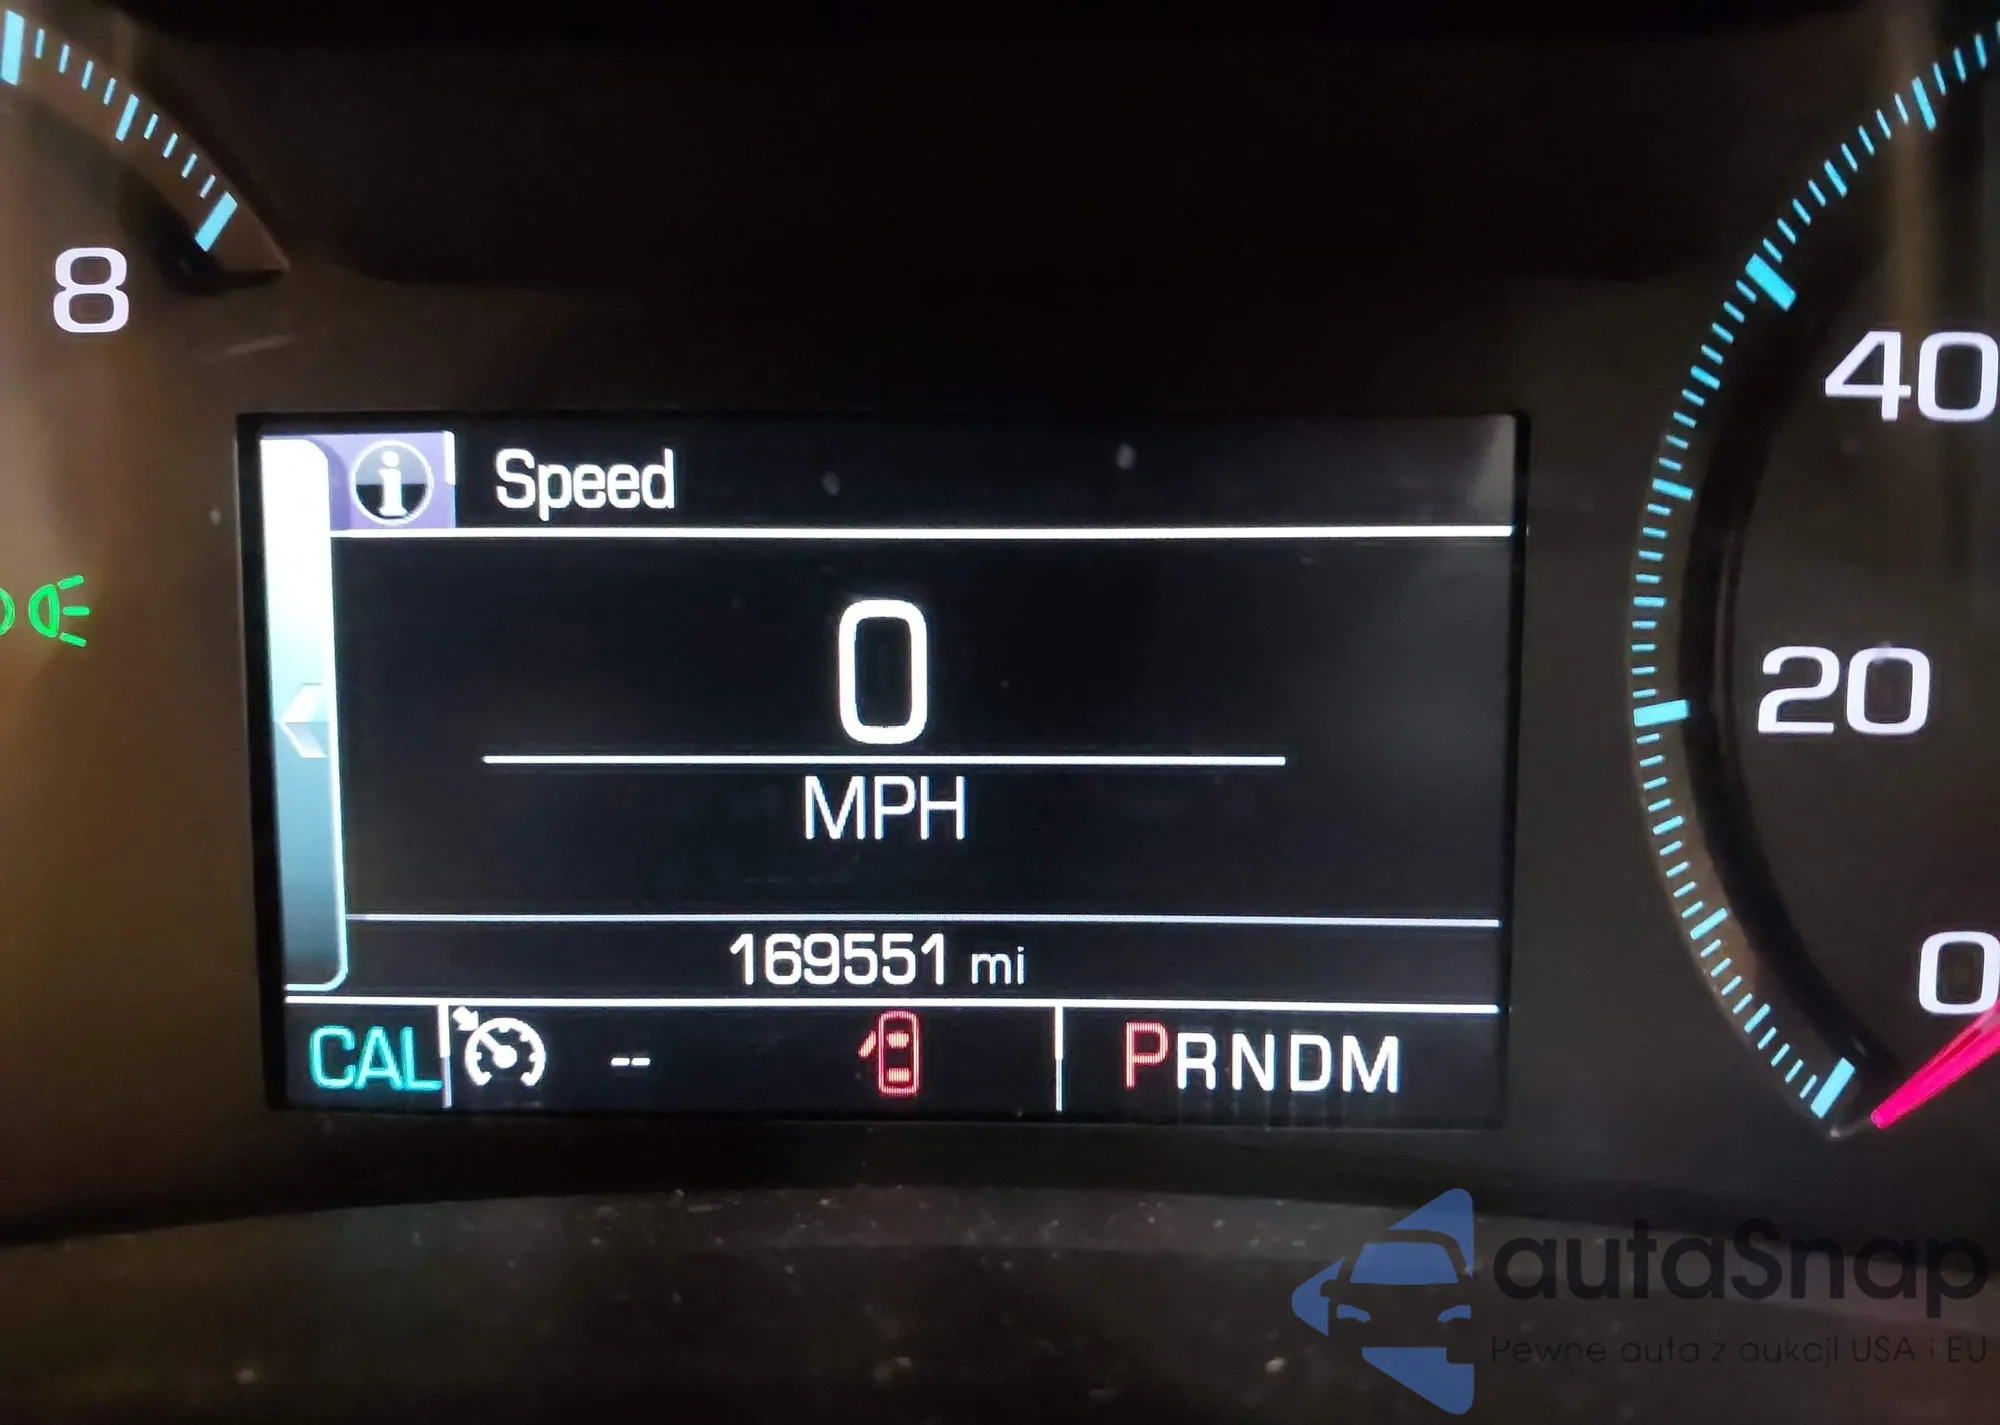 8
Speed
40
0
MPH
20
169551 mi
0
CAL -- PRNDM
autaSnap
Pewne auta z aukcji USA i EU